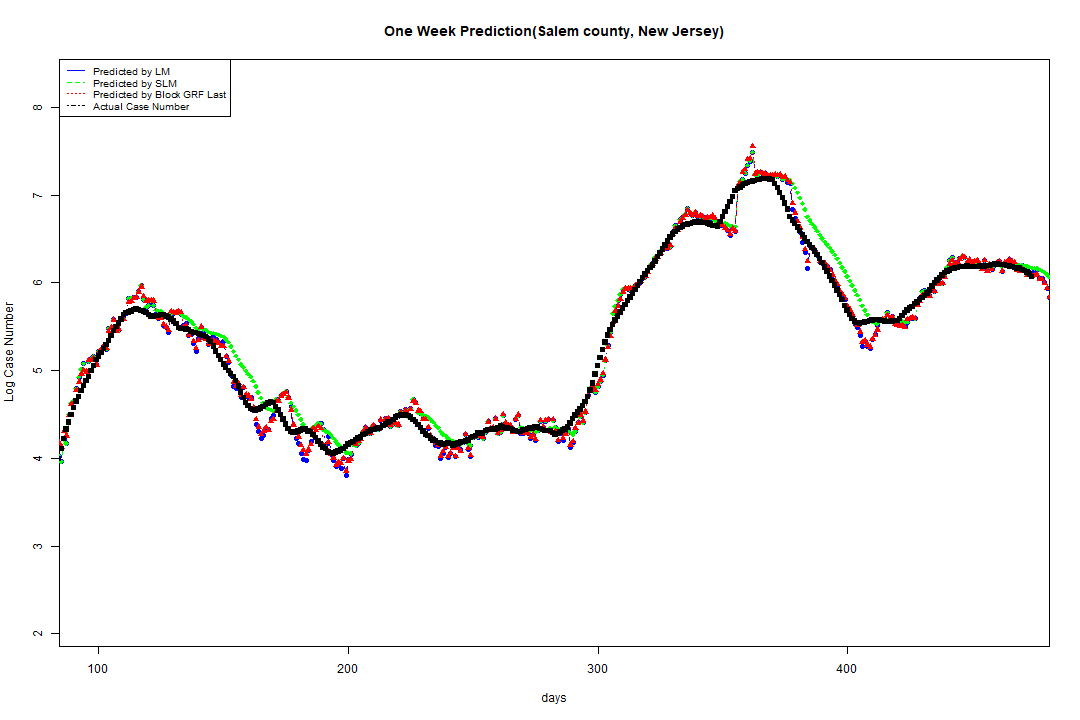 One Week Prediction(Salem county, New Jersey)
Predicted by LM
Predicted by SLM
Predicted by Block GRF Last
Actual Case Number
8
7
6
5
4
3
2
Log Case Number
100 200 300 400
days